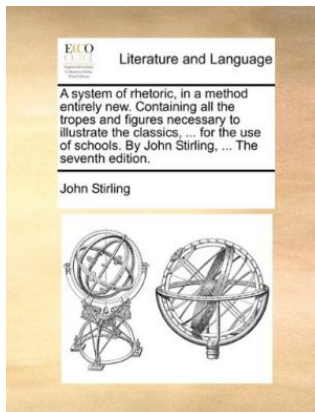 ECCO
Literature and Language
A system of rhetoric, in a method
entirely new. Containing all the
tropes and figures necessary to
illustrate the classics, ... for the use
of schools. By John Stirling, ... The
seventh edition.
John Stirling